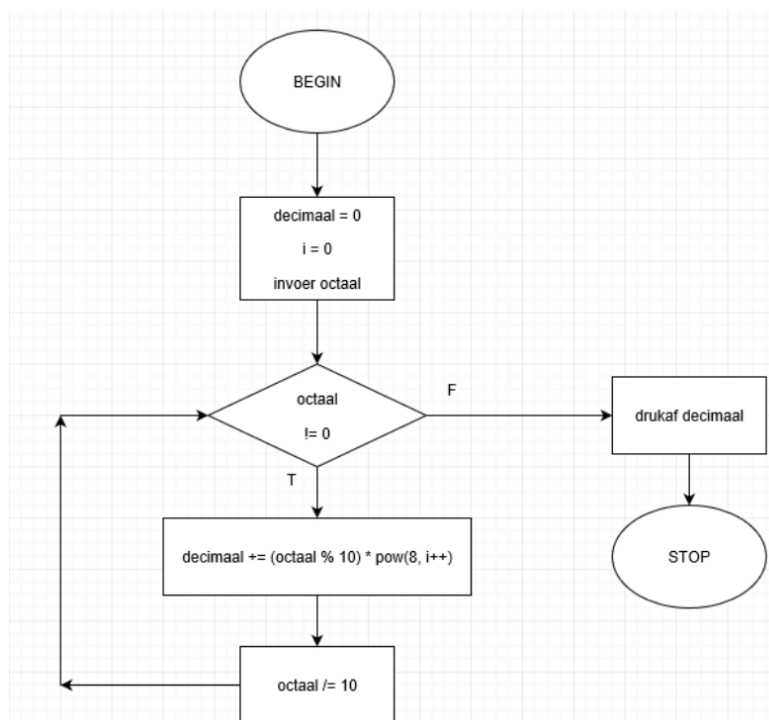 BEGIN
decimaal = 0
i = 0
invoer octaal
octaal
!= 0
F
drukaf decimaal
T
decimaal += (octaal % 10) * pow(8, i++)
STOP
octaal /= 10